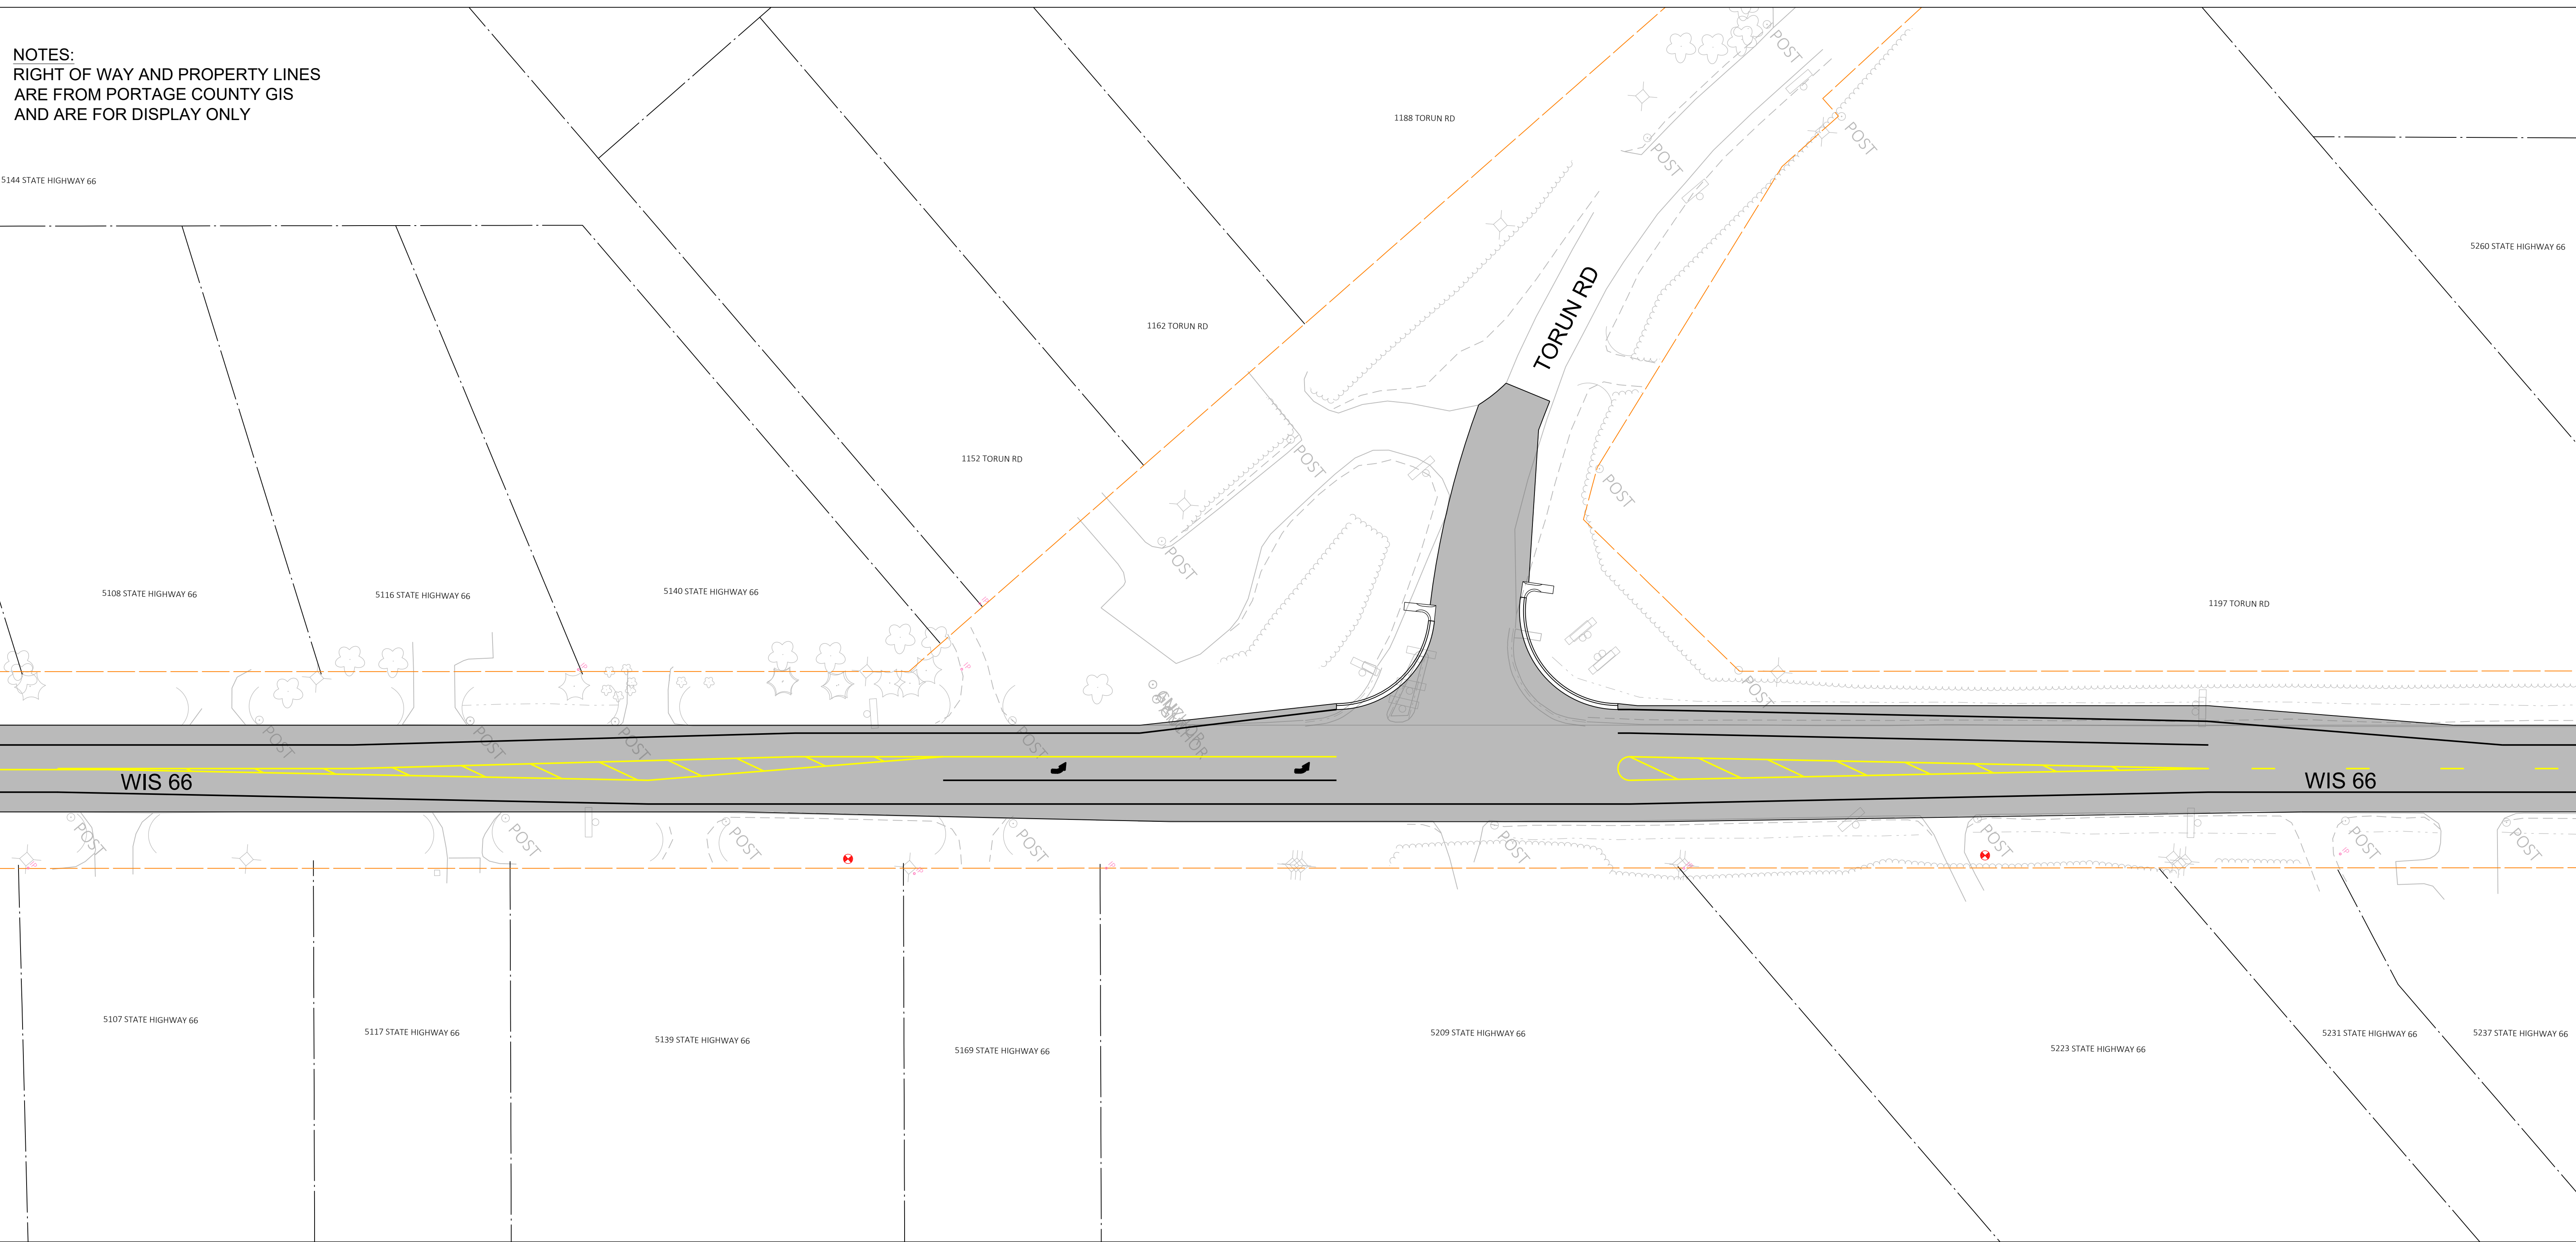 NOTES:
RIGHT OF WAY AND PROPERTY LINES
ARE FROM PORTAGE COUNTY GIS
AND ARE FOR DISPLAY ONLY
POST
1188 TORUN RD
POST
POST
5144 STATE HIGHWAY 66
5260 STATE HIGHWAY 66
TORUN RD
1162 TORUN RD
1152 TORUN RD
POST
POST
POST
5108 STATE HIGHWAY 66
5116 STATE HIGHWAY 66
5140 STATE HIGHWAY 66
1197 TORUN RD
POST
POST
POST
POST
POST
WIS 66
WIS 66
POST
POST
POST
POST
POST
POST
POST
POST
5107 STATE HIGHWAY 66
5117 STATE HIGHWAY 66
5139 STATE HIGHWAY 66
5169 STATE HIGHWAY 66
5209 STATE HIGHWAY 66
5223 STATE HIGHWAY 66
5231 STATE HIGHWAY 66
5237 STATE HIGHWAY 66